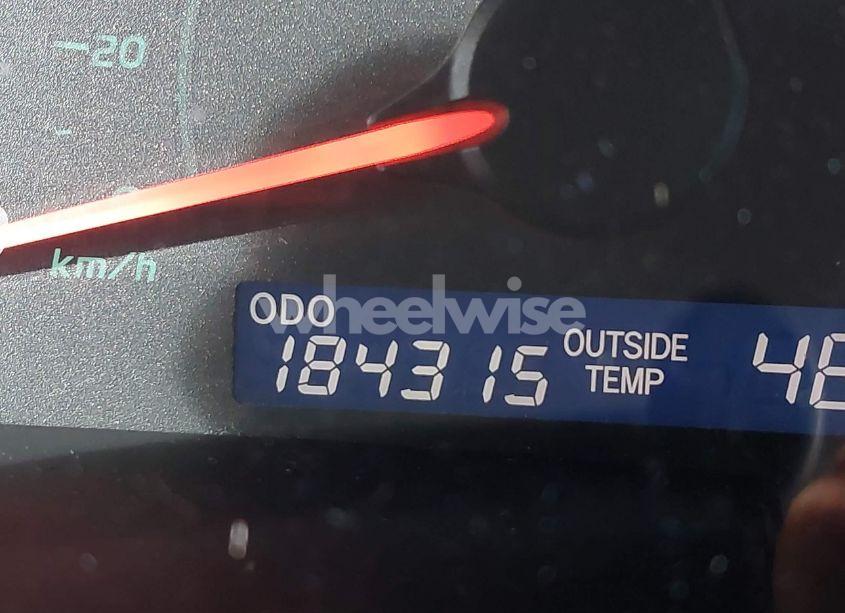 20
km/h
wheelwise
ODO
184315
OUTSIDE
TEMP